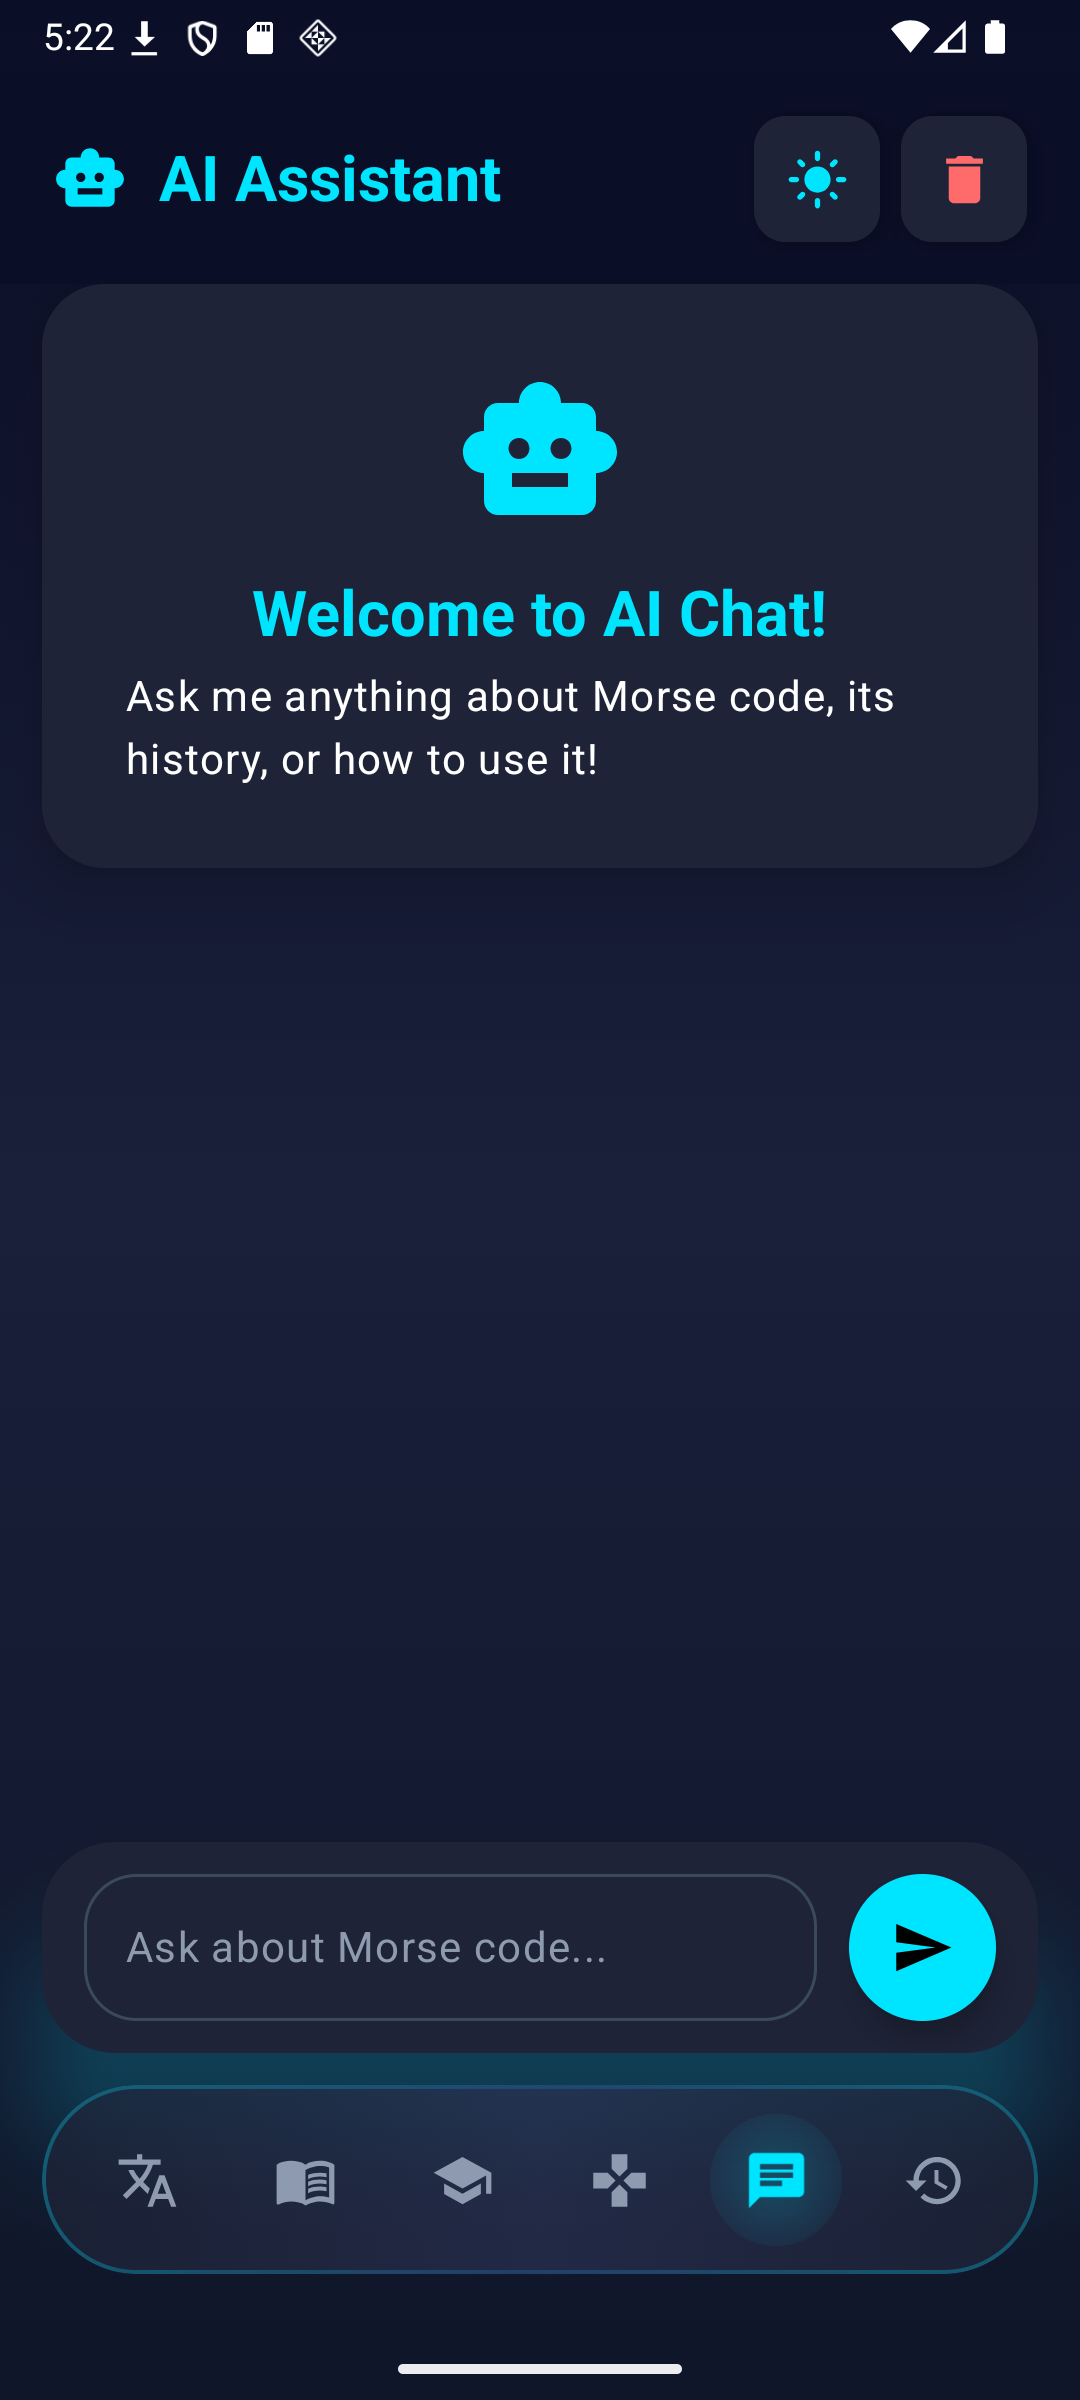 5:22
AI Assistant
Welcome to AI Chat!
Ask me anything about Morse code, its
history, or how to use it!
Ask about Morse code...